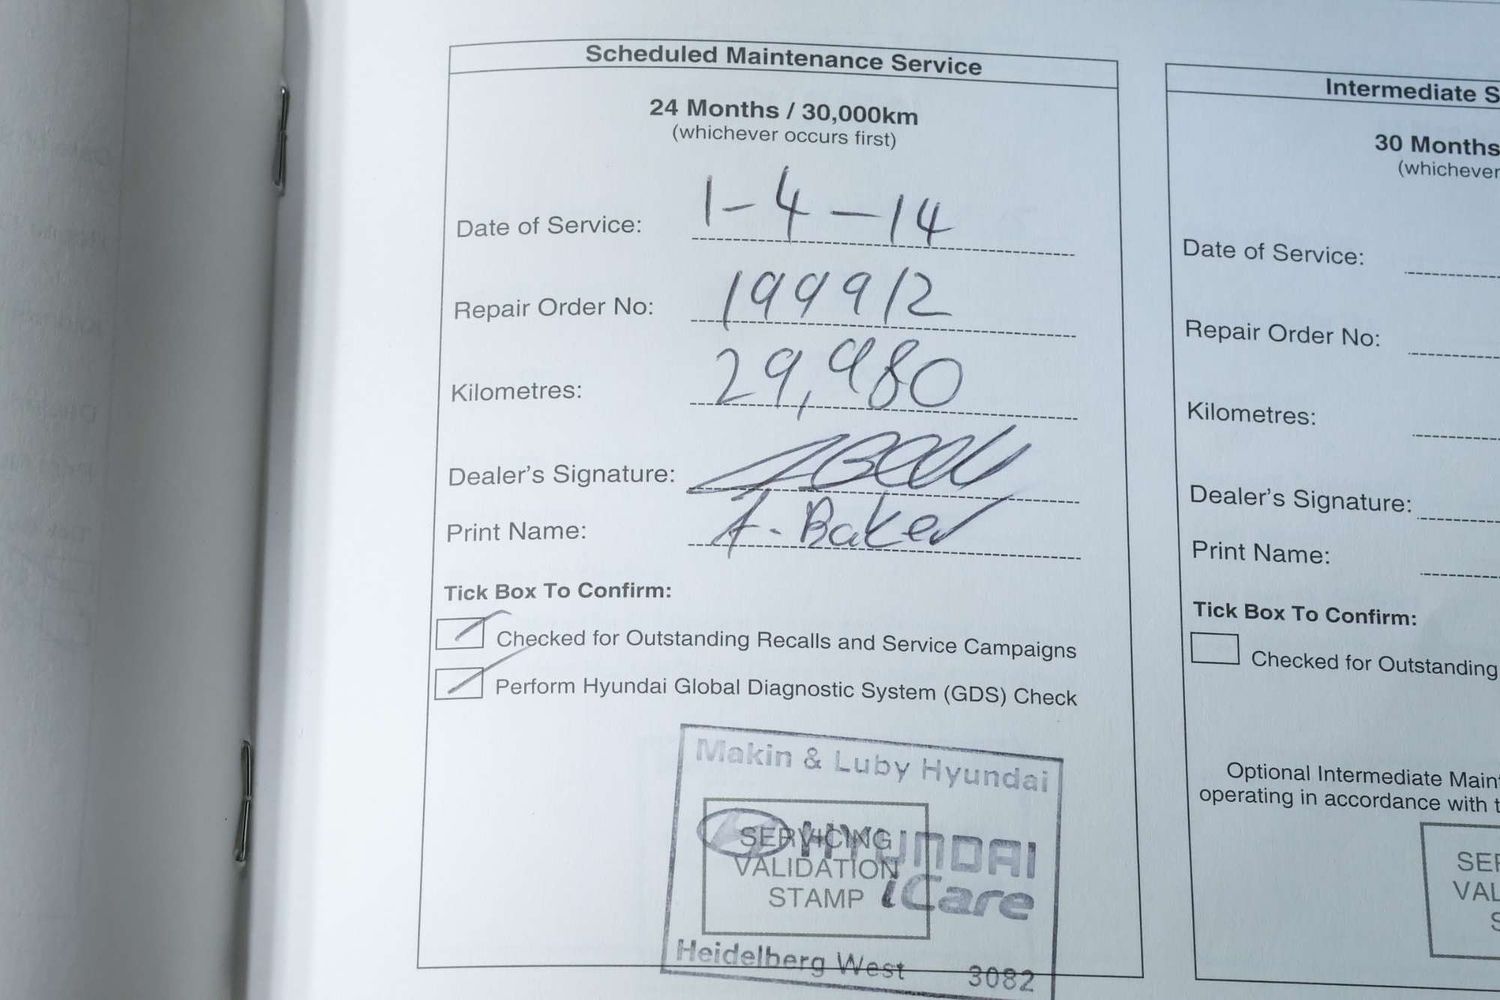 Scheduled Maintenance Service
24 Months / 30,000km
(whichever occurs first)
Date of Service: 1-4-14
Repair Order No: 199912
Kilometres: 29,980
Dealer's Signature:
Print Name: A. Baker
Tick Box To Confirm:
Checked for Outstanding Recalls and Service Campaigns
Perform Hyundai Global Diagnostic System (GDS) Check
Makin & Luby Hyundai
SERVICING
VALIDATION
STAMP
HYUNDAI
iCare
Heidelberg West 3082
Intermediate S
30 Months
(whichever
Date of Service:
Repair Order No:
Kilometres:
Dealer's Signature:
Print Name:
Tick Box To Confirm:
Checked for Outstanding
Optional Intermediate Main
operating in accordance with t
SER
VAL
S